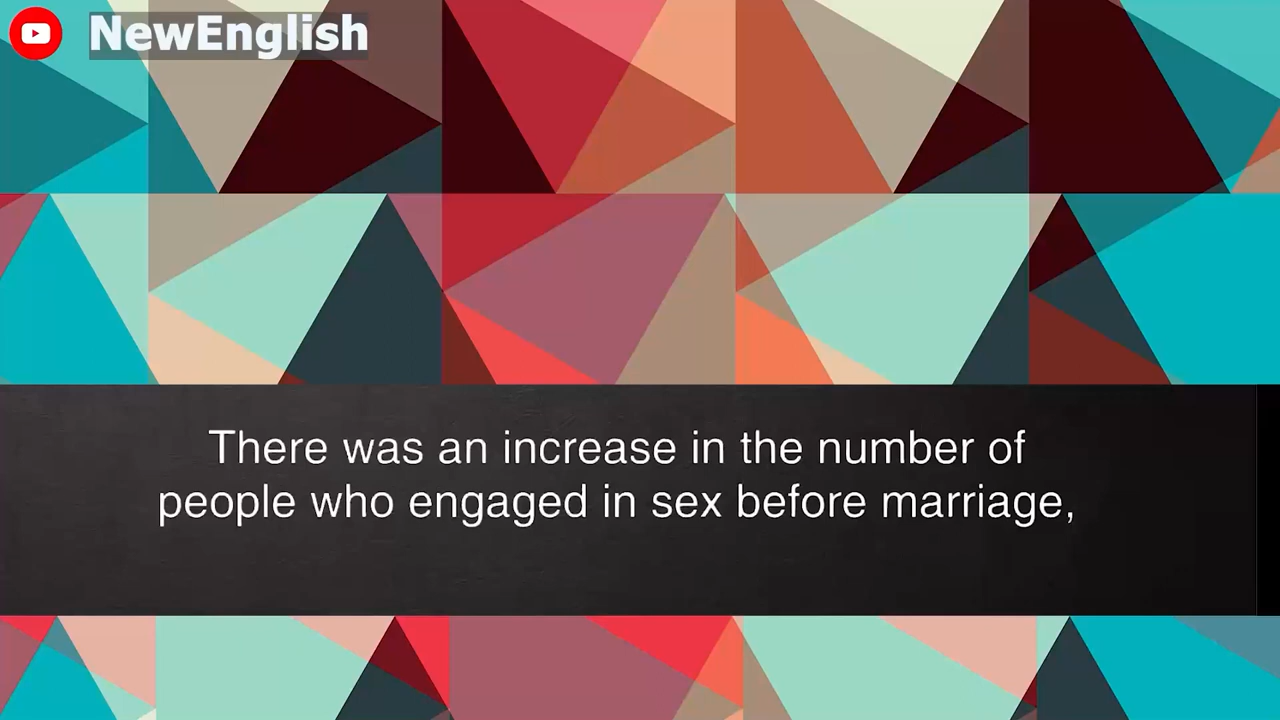 NewEnglish
There was an increase in the number of
people who engaged in sex before marriage,